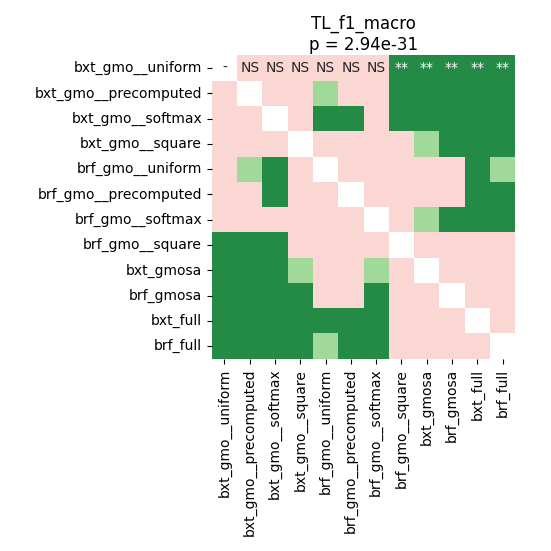 TL_f1_macro
p = 2.94e-31
bxt_gmo__uniform - NS NS NS NS NS NS ** ** ** ** **
bxt_gmo__precomputed
bxt_gmo__softmax
bxt_gmo__square
brf_gmo__uniform
brf_gmo__precomputed
brf_gmo__softmax
brf_gmo__square
bxt_gmosa
brf_gmosa
bxt_full
brf_full
bxt_gmo__uniform
bxt_gmo__precomputed
bxt_gmo__softmax
bxt_gmo__square
brf_gmo__uniform
brf_gmo__precomputed
brf_gmo__softmax
brf_gmo__square
bxt_gmosa
brf_gmosa
bxt_full
brf_full